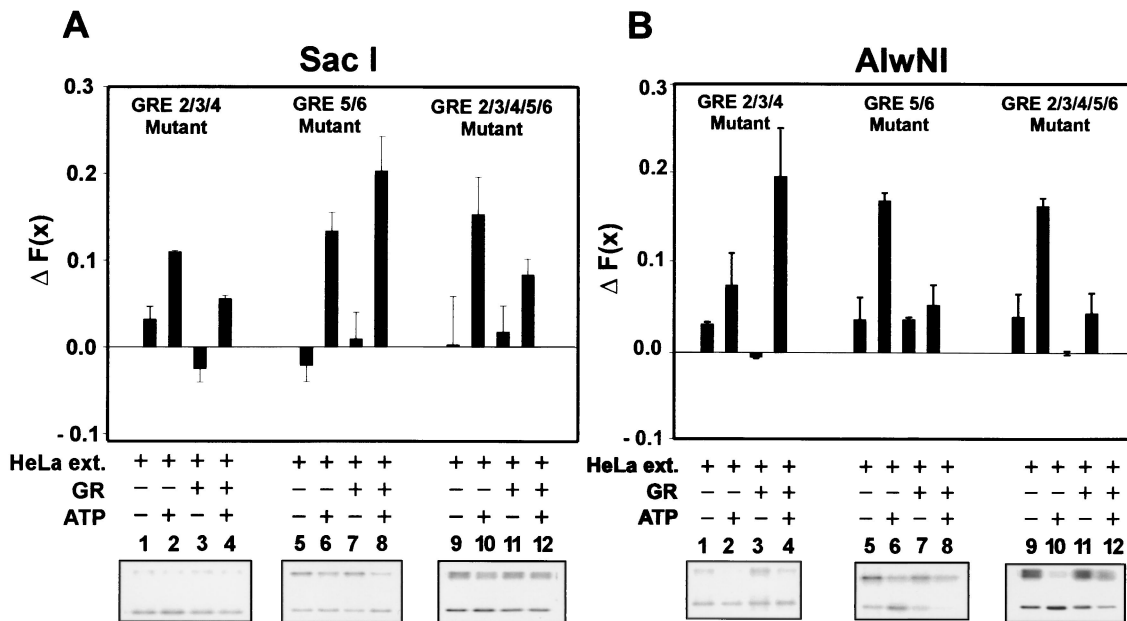 A
Sac I
0.3
0.2
0.1
0.0
- 0.1
Δ F(x)
GRE 2/3/4
Mutant
GRE 5/6
Mutant
GRE 2/3/4/5/6
Mutant
HeLa ext. + + + + + + + + + + + +
GR – – + + – – + + – – + +
ATP – + – + – + – + – + – +
1 2 3 4 5 6 7 8 9 10 11 12
B
AlwNI
0.3
0.2
0.1
0.0
- 0.1
Δ F(x)
GRE 2/3/4
Mutant
GRE 5/6
Mutant
GRE 2/3/4/5/6
Mutant
HeLa ext. + + + + + + + + + + + +
GR – – + + – – + + – – + +
ATP – + – + – + – + – + – +
1 2 3 4 5 6 7 8 9 10 11 12